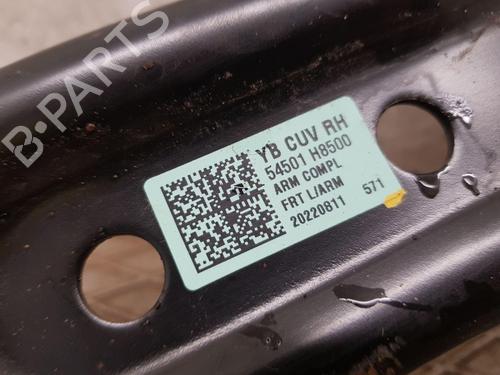 B-PARTS
YB CUV RH
54501 H8500
ARM COMPL
FRT L/ARM
20220811 571